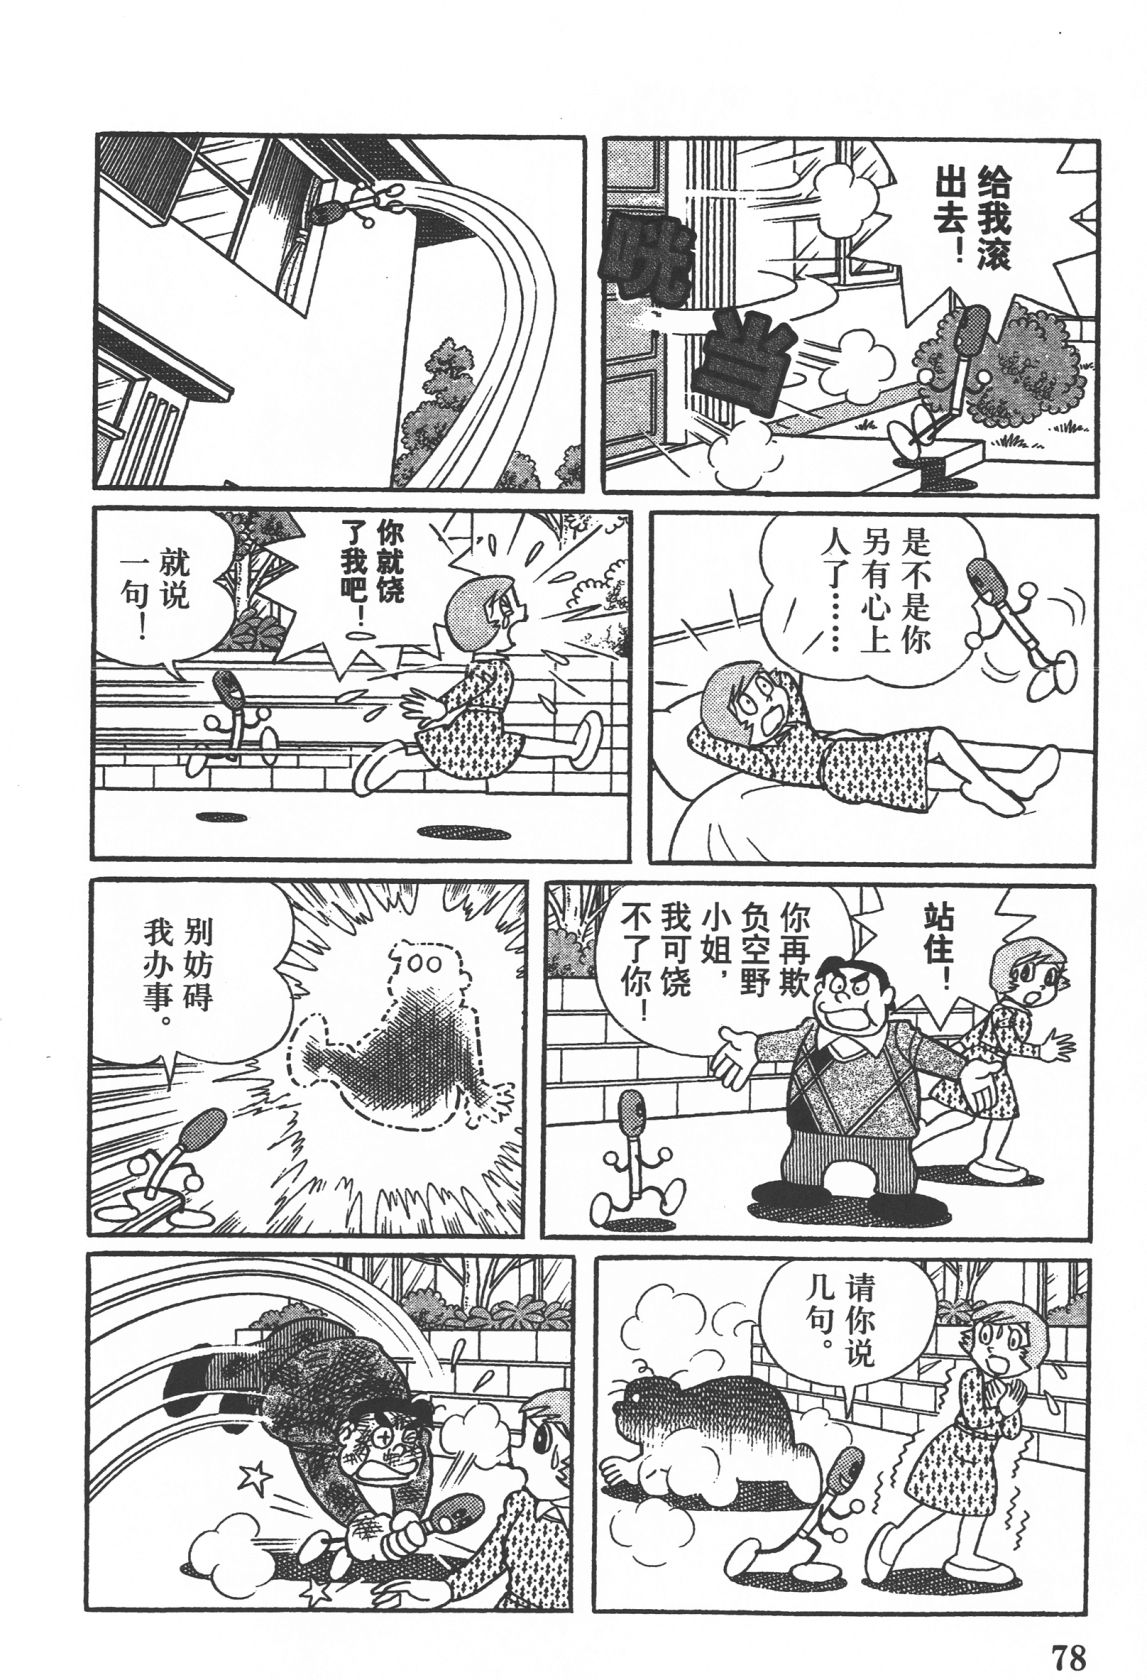 给我滚
出去！
哐当
是不是你
另有心上
人了……
你就饶
了我吧！
就说
一句！
站住！
你再欺
负空野
小姐，
我可饶
不了你！
别妨碍
我办事。
请你说
几句。
78